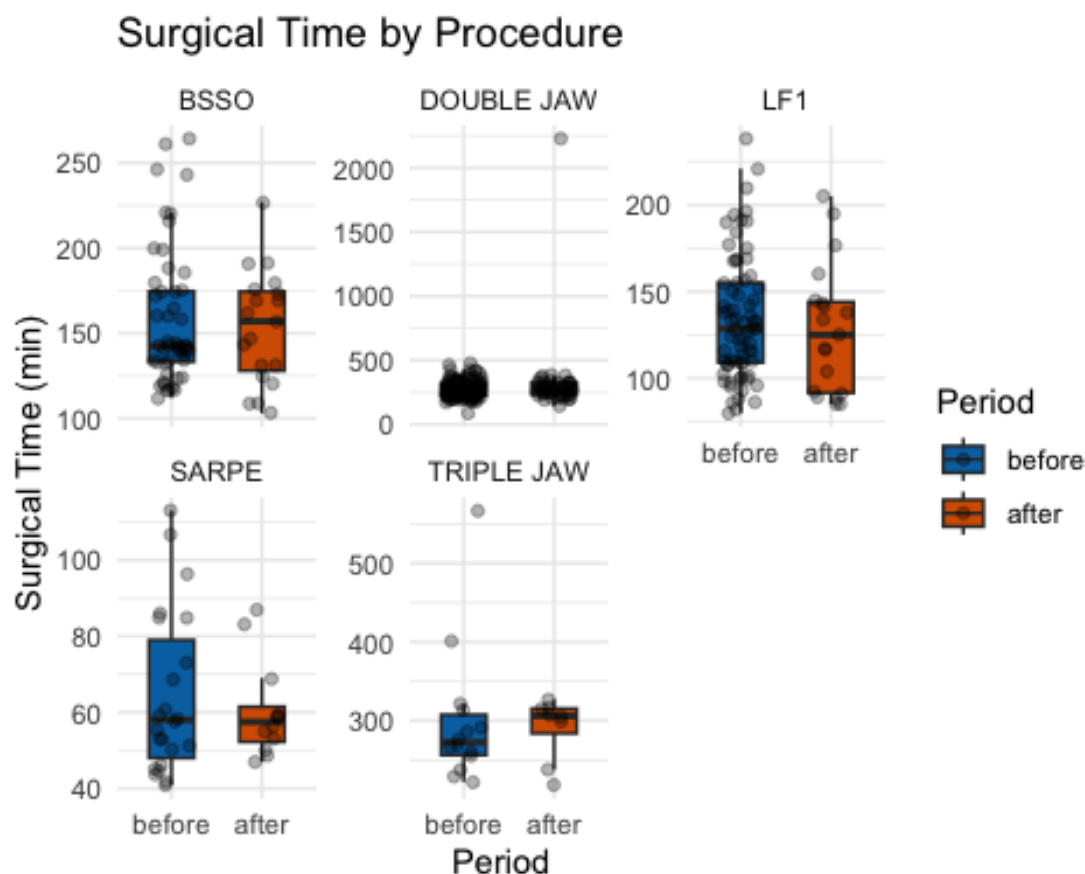 Surgical Time by Procedure
BSSO
DOUBLE JAW
LF1
250
200
150
100
2000
1500
1000
500
0
200
150
100
before
after
SARPE
TRIPLE JAW
100
80
60
40
500
400
300
before
after
before
after
Surgical Time (min)
Period
Period
before
after